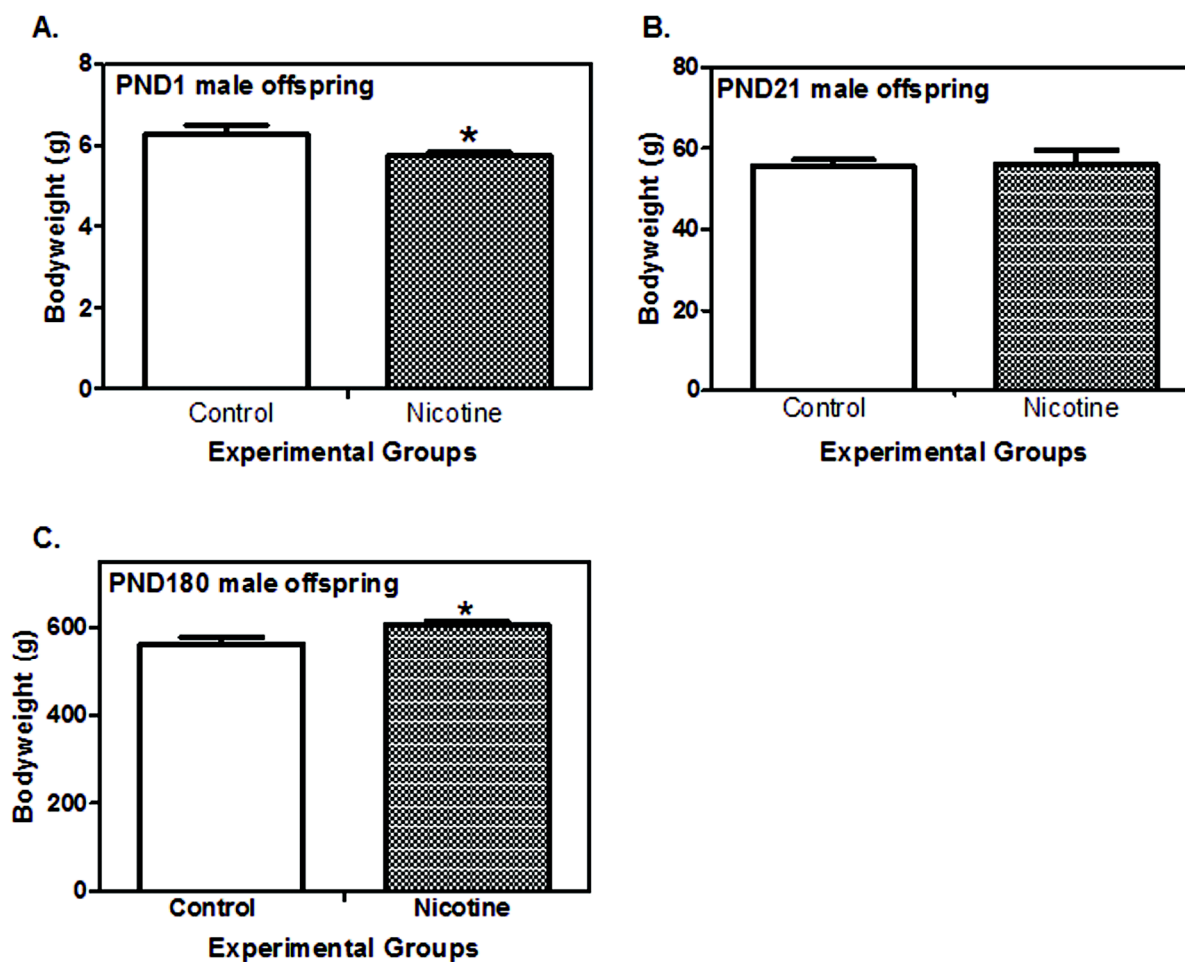 A.
PND1 male offspring
Bodyweight (g)
8
6
4
2
0
*
Control Nicotine
Experimental Groups
B.
PND21 male offspring
Bodyweight (g)
80
60
40
20
0
Control Nicotine
Experimental Groups
C.
PND180 male offspring
Bodyweight (g)
600
400
200
0
*
Control Nicotine
Experimental Groups